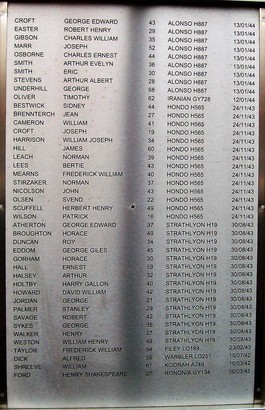 CROFT GEORGE EDWARD 43 ALONSO H887 13/01/44
EASTER ROBERT HENRY 29 ALONSO H887 13/01/44
GIBSON CHARLES WILLIAM 35 ALONSO H887 13/01/44
MARR JOSEPH 52 ALONSO H887 13/01/44
OSBORNE CHARLES ERNEST 44 ALONSO H887 13/01/44
SMITH ARTHUR EVELYN 36 ALONSO H887 13/01/44
SMITH ERIC 30 ALONSO H887 13/01/44
STEVENS ARTHUR ALBERT 28 ALONSO H887 13/01/44
UNDERHILL GEORGE 68 ALONSO H887 13/01/44
OLIVER TIMOTHY 62 IRANIAN GY728 12/01/44
BESTWICK SIDNEY 44 HONDO H565 24/11/43
BRENNTERCH JEAN 27 HONDO H565 24/11/43
CAMERON WILLIAM 41 HONDO H565 24/11/43
CROFT JOSEPH 19 HONDO H565 24/11/43
HARRISON WILLIAM JOSEPH 34 HONDO H565 24/11/43
HILL JAMES 60 HONDO H565 24/11/43
LEACH NORMAN 39 HONDO H565 24/11/43
LEES BERTIE 43 HONDO H565 24/11/43
MEARNS FREDERICK WILLIAM 40 HONDO H565 24/11/43
STIRZAKER NORMAN 37 HONDO H565 24/11/43
NICOLSON JOHN 43 HONDO H565 24/11/43
OLSEN SVEND 22 HONDO H565 24/11/43
SCUFFELL HERBERT HENRY 49 HONDO H565 24/11/43
WILSON PATRICK 16 HONDO H565 24/11/43
ATHERTON GEORGE EDWARD 37 STRATHLYON H19 30/08/43
BROUGHTON HORACE 49 STRATHLYON H19 30/08/43
DUNCAN ROY 34 STRATHLYON H19 30/08/43
EDDOM GEORGE GILES 45 STRATHLYON H19 30/08/43
GORHAM HORACE 30 STRATHLYON H19 30/08/43
HALL ERNEST 59 STRATHLYON H19 30/08/43
HALSEY ARTHUR 32 STRATHLYON H19 30/08/43
HOLTBY HARRY GALLON 40 STRATHLYON H19 30/08/43
HOWARD DAVID WILLIAM 42 STRATHLYON H19 30/08/43
JORDAN GEORGE 21 STRATHLYON H19 30/08/43
PALMER STANLEY 29 STRATHLYON H19 30/08/43
SAVAGE ROBERT 42 STRATHLYON H19 30/08/43
SYKES GEORGE STRATHLYON H19 30/08/43
WALKER HENRY 27 STRATHLYON H19 30/08/43
WESTON WILLIAM HENRY 48 STRATHLYON H19 30/08/43
TAYLOR FREDERICK WILLIAM 54 FILEY 23/02/43
DICK ALFRED WARBLER LO251 15/07/42
SHREEVE WILLIAM 61 KODRAH
FORD HENRY SHAKESPEARE RONONIA GY134